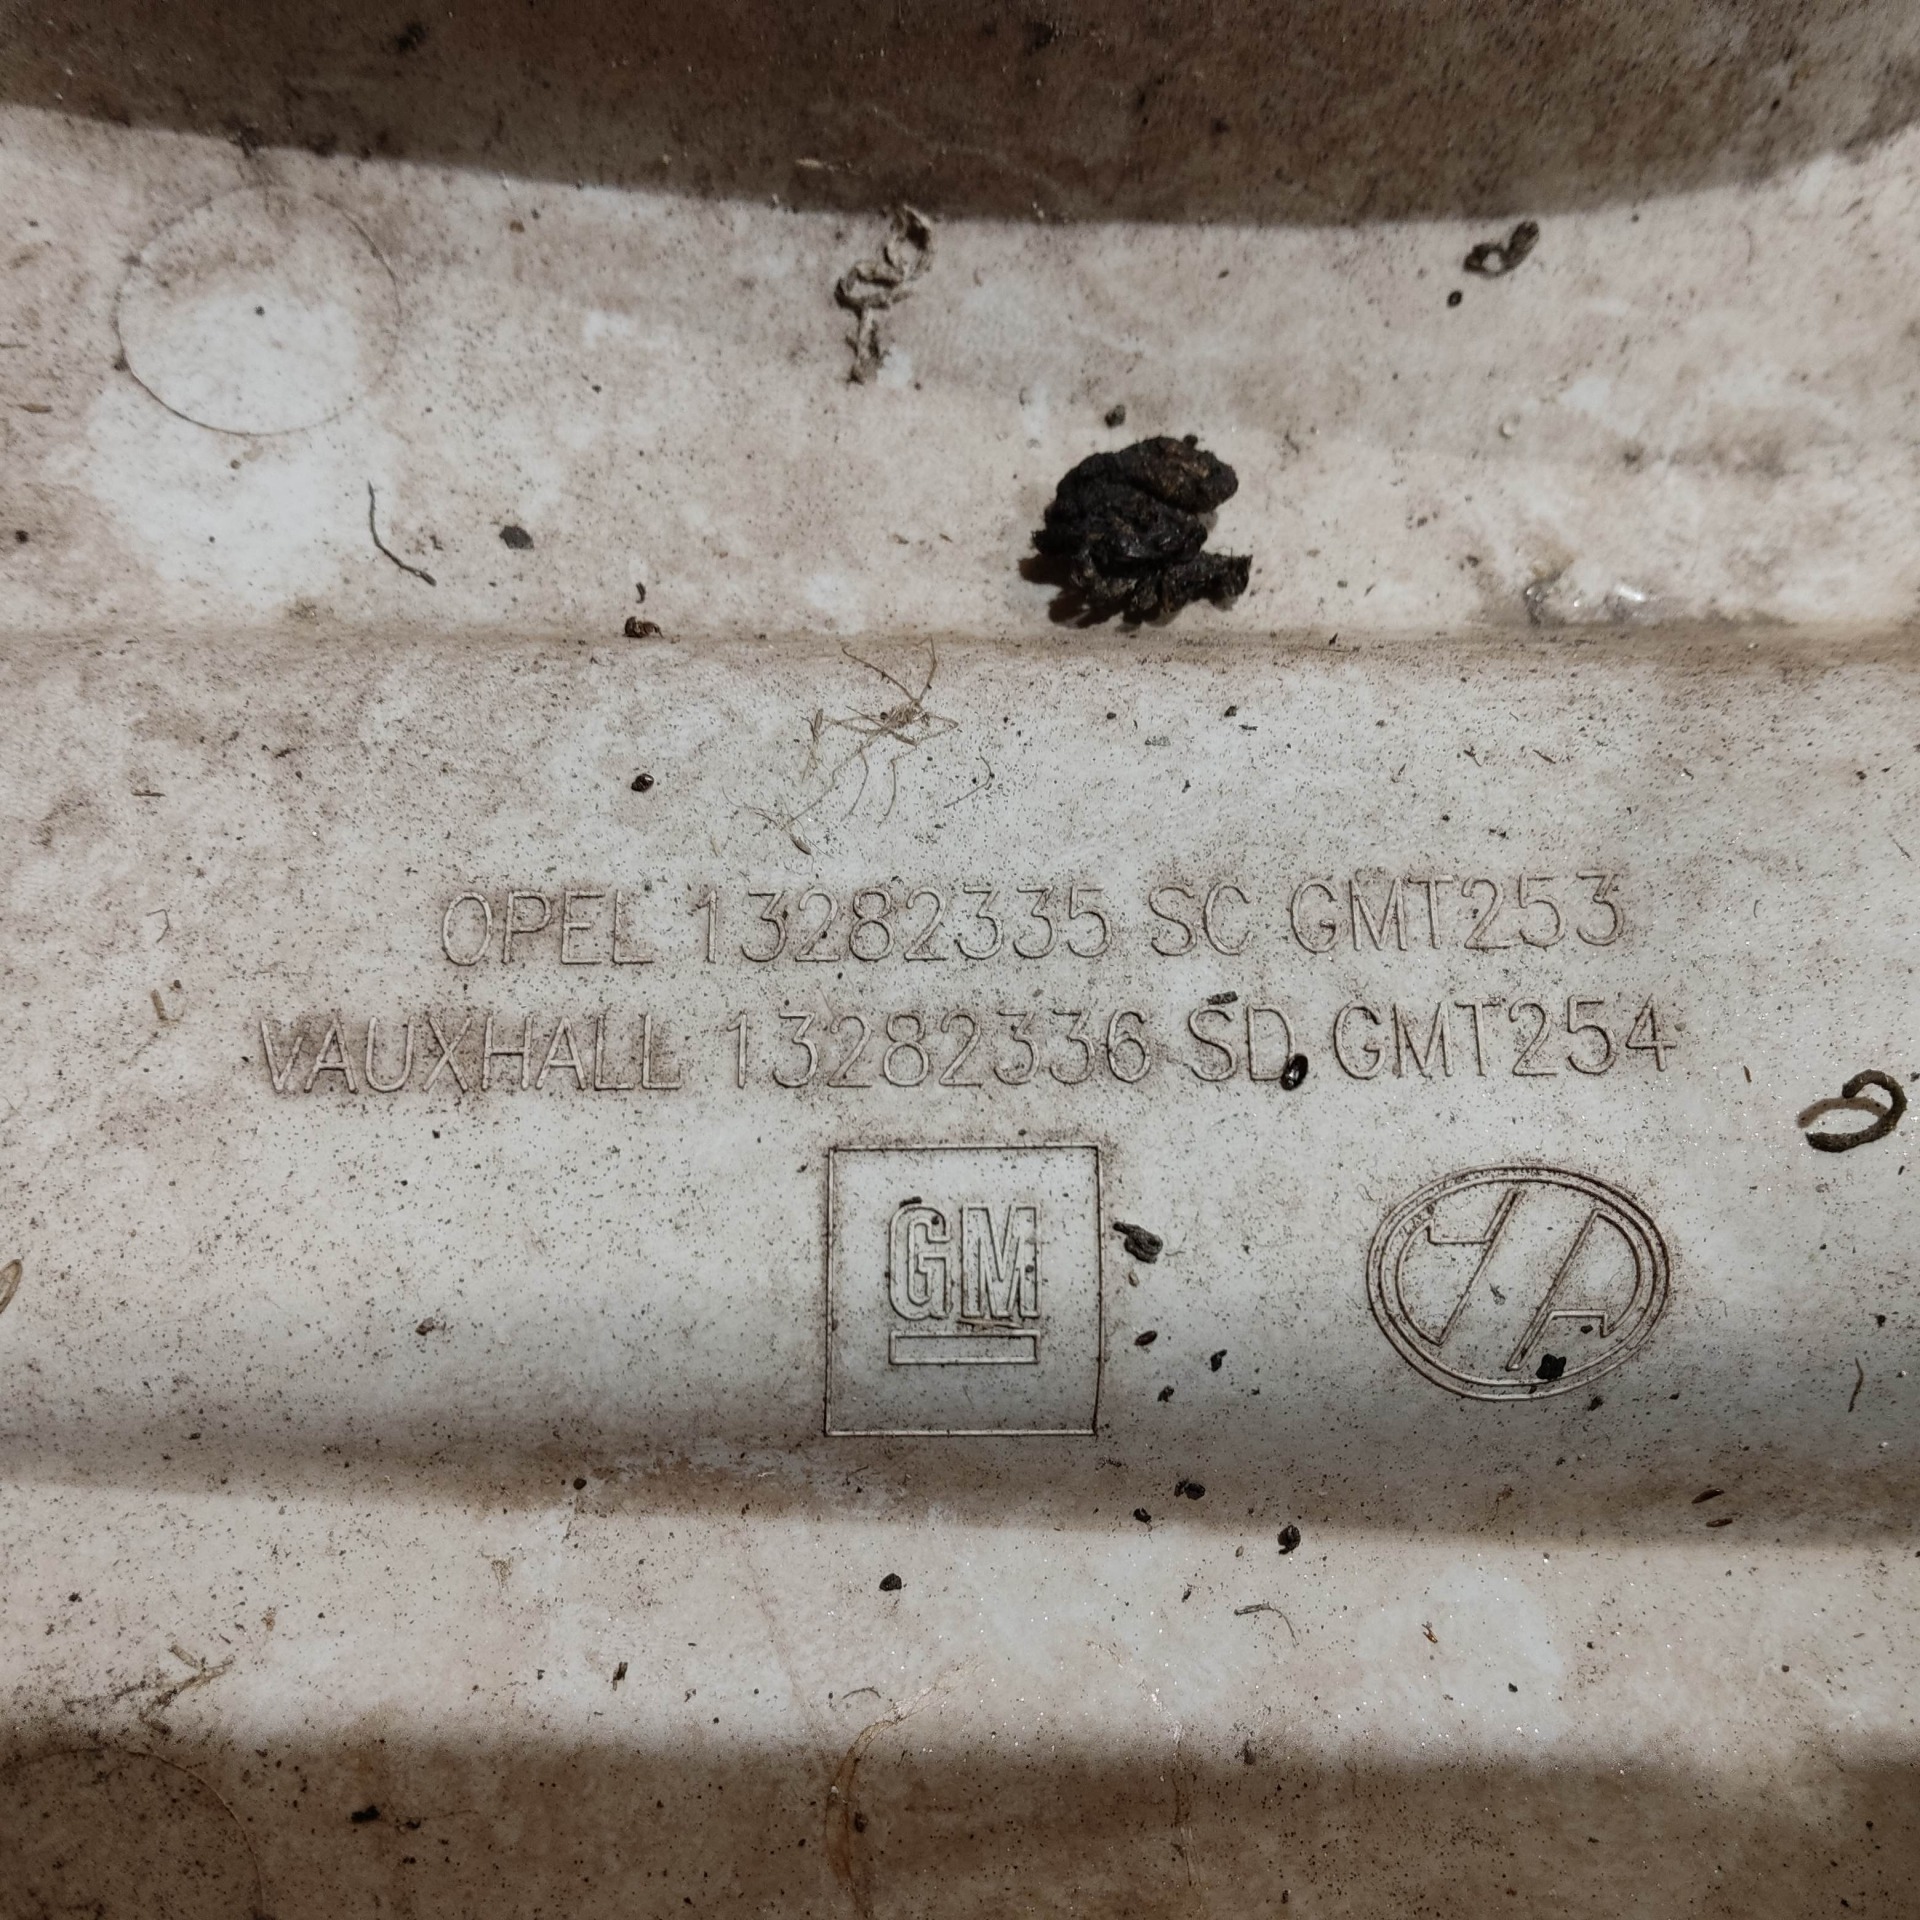 OPEL 13282335 SC GMT253
VAUXHALL 13282336 SD GMT254
GM